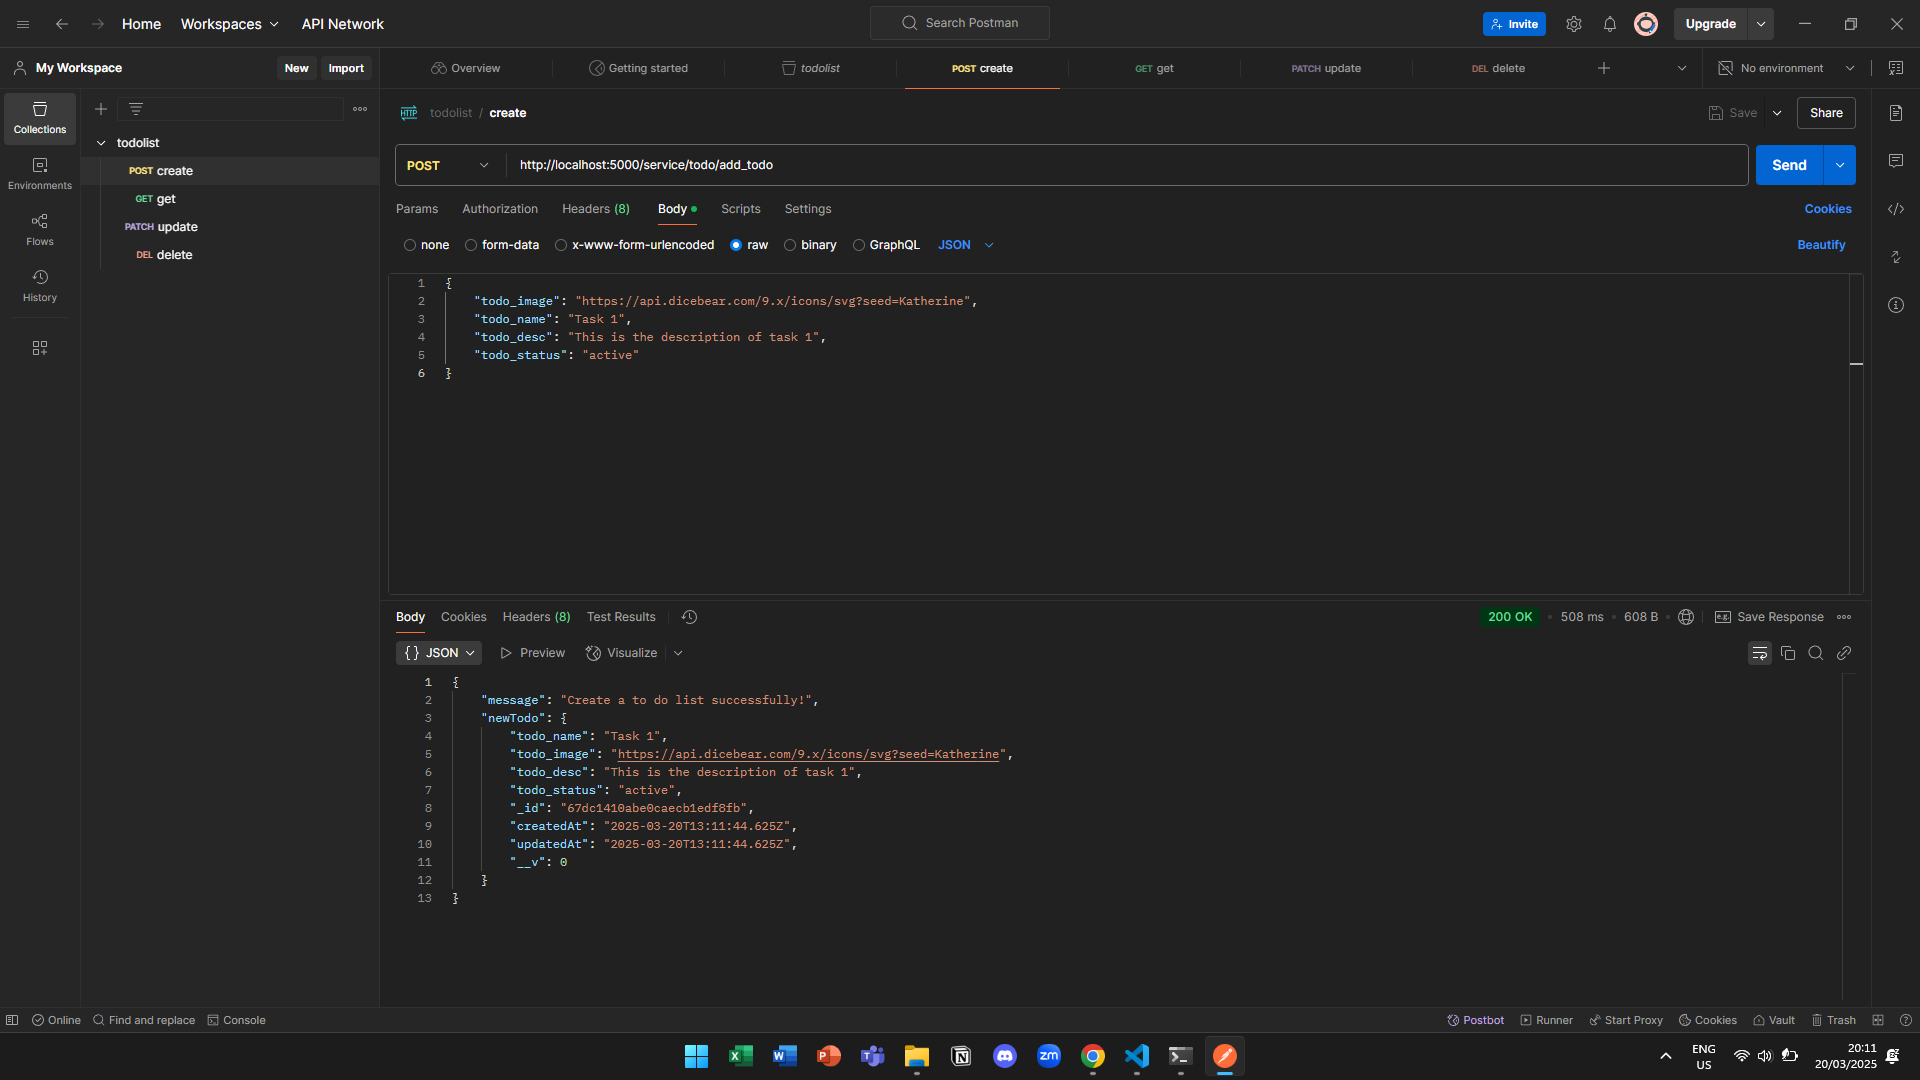 Home Workspaces API Network Search Postman Invite Upgrade
My Workspace New Import Overview Getting started todolist POST create GET get PATCH update DEL delete No environment
Collections
Environments
Flows
History
todolist
POST create
GET get
PATCH update
DEL delete
HTTP todolist / create Save Share
POST http://localhost:5000/service/todo/add_todo Send
Params Authorization Headers (8) Body Scripts Settings Cookies
none form-data x-www-form-urlencoded raw binary GraphQL JSON Beautify
1 {
2 "todo_image": "https://api.dicebear.com/9.x/icons/svg?seed=Katherine",
3 "todo_name": "Task 1",
4 "todo_desc": "This is the description of task 1",
5 "todo_status": "active"
6 }
Body Cookies Headers (8) Test Results 200 OK 508 ms 608 B e.g. Save Response
{} JSON Preview Visualize
1 {
2 "message": "Create a to do list successfully!",
3 "newTodo": {
4 "todo_name": "Task 1",
5 "todo_image": "https://api.dicebear.com/9.x/icons/svg?seed=Katherine",
6 "todo_desc": "This is the description of task 1",
7 "todo_status": "active",
8 "_id": "67dc1410abe0caecb1edf8fb",
9 "createdAt": "2025-03-20T13:11:44.625Z",
10 "updatedAt": "2025-03-20T13:11:44.625Z",
11 "__v": 0
12 }
13 }
Online Find and replace Console Postbot Runner Start Proxy Cookies Vault Trash
zm
ENG
US
20:11
20/03/2025